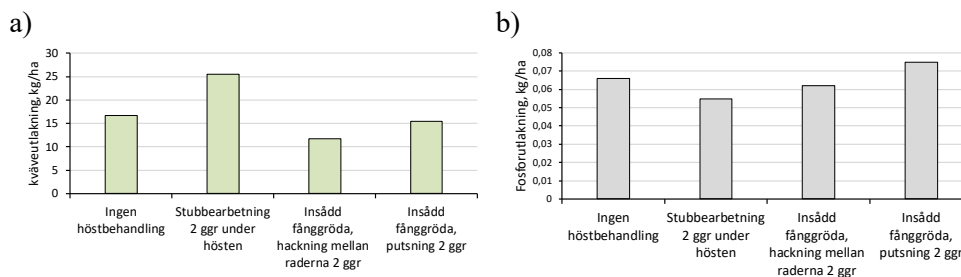 a)
kväveutlakning, kg/ha
30
25
20
15
10
5
0
Ingen
höstbehandling
Stubbearbetning
2 ggr under
hösten
Insådd
fånggröda,
hackning mellan
raderna 2 ggr
Insådd
fånggröda,
putsning 2 ggr
b)
Fosforutlakning, kg/ha
0,08
0,07
0,06
0,05
0,04
0,03
0,02
0,01
0
Ingen
höstbehandling
Stubbearbetning
2 ggr under
hösten
Insådd
fånggröda,
hackning mellan
raderna 2 ggr
Insådd
fånggröda,
putsning 2 ggr